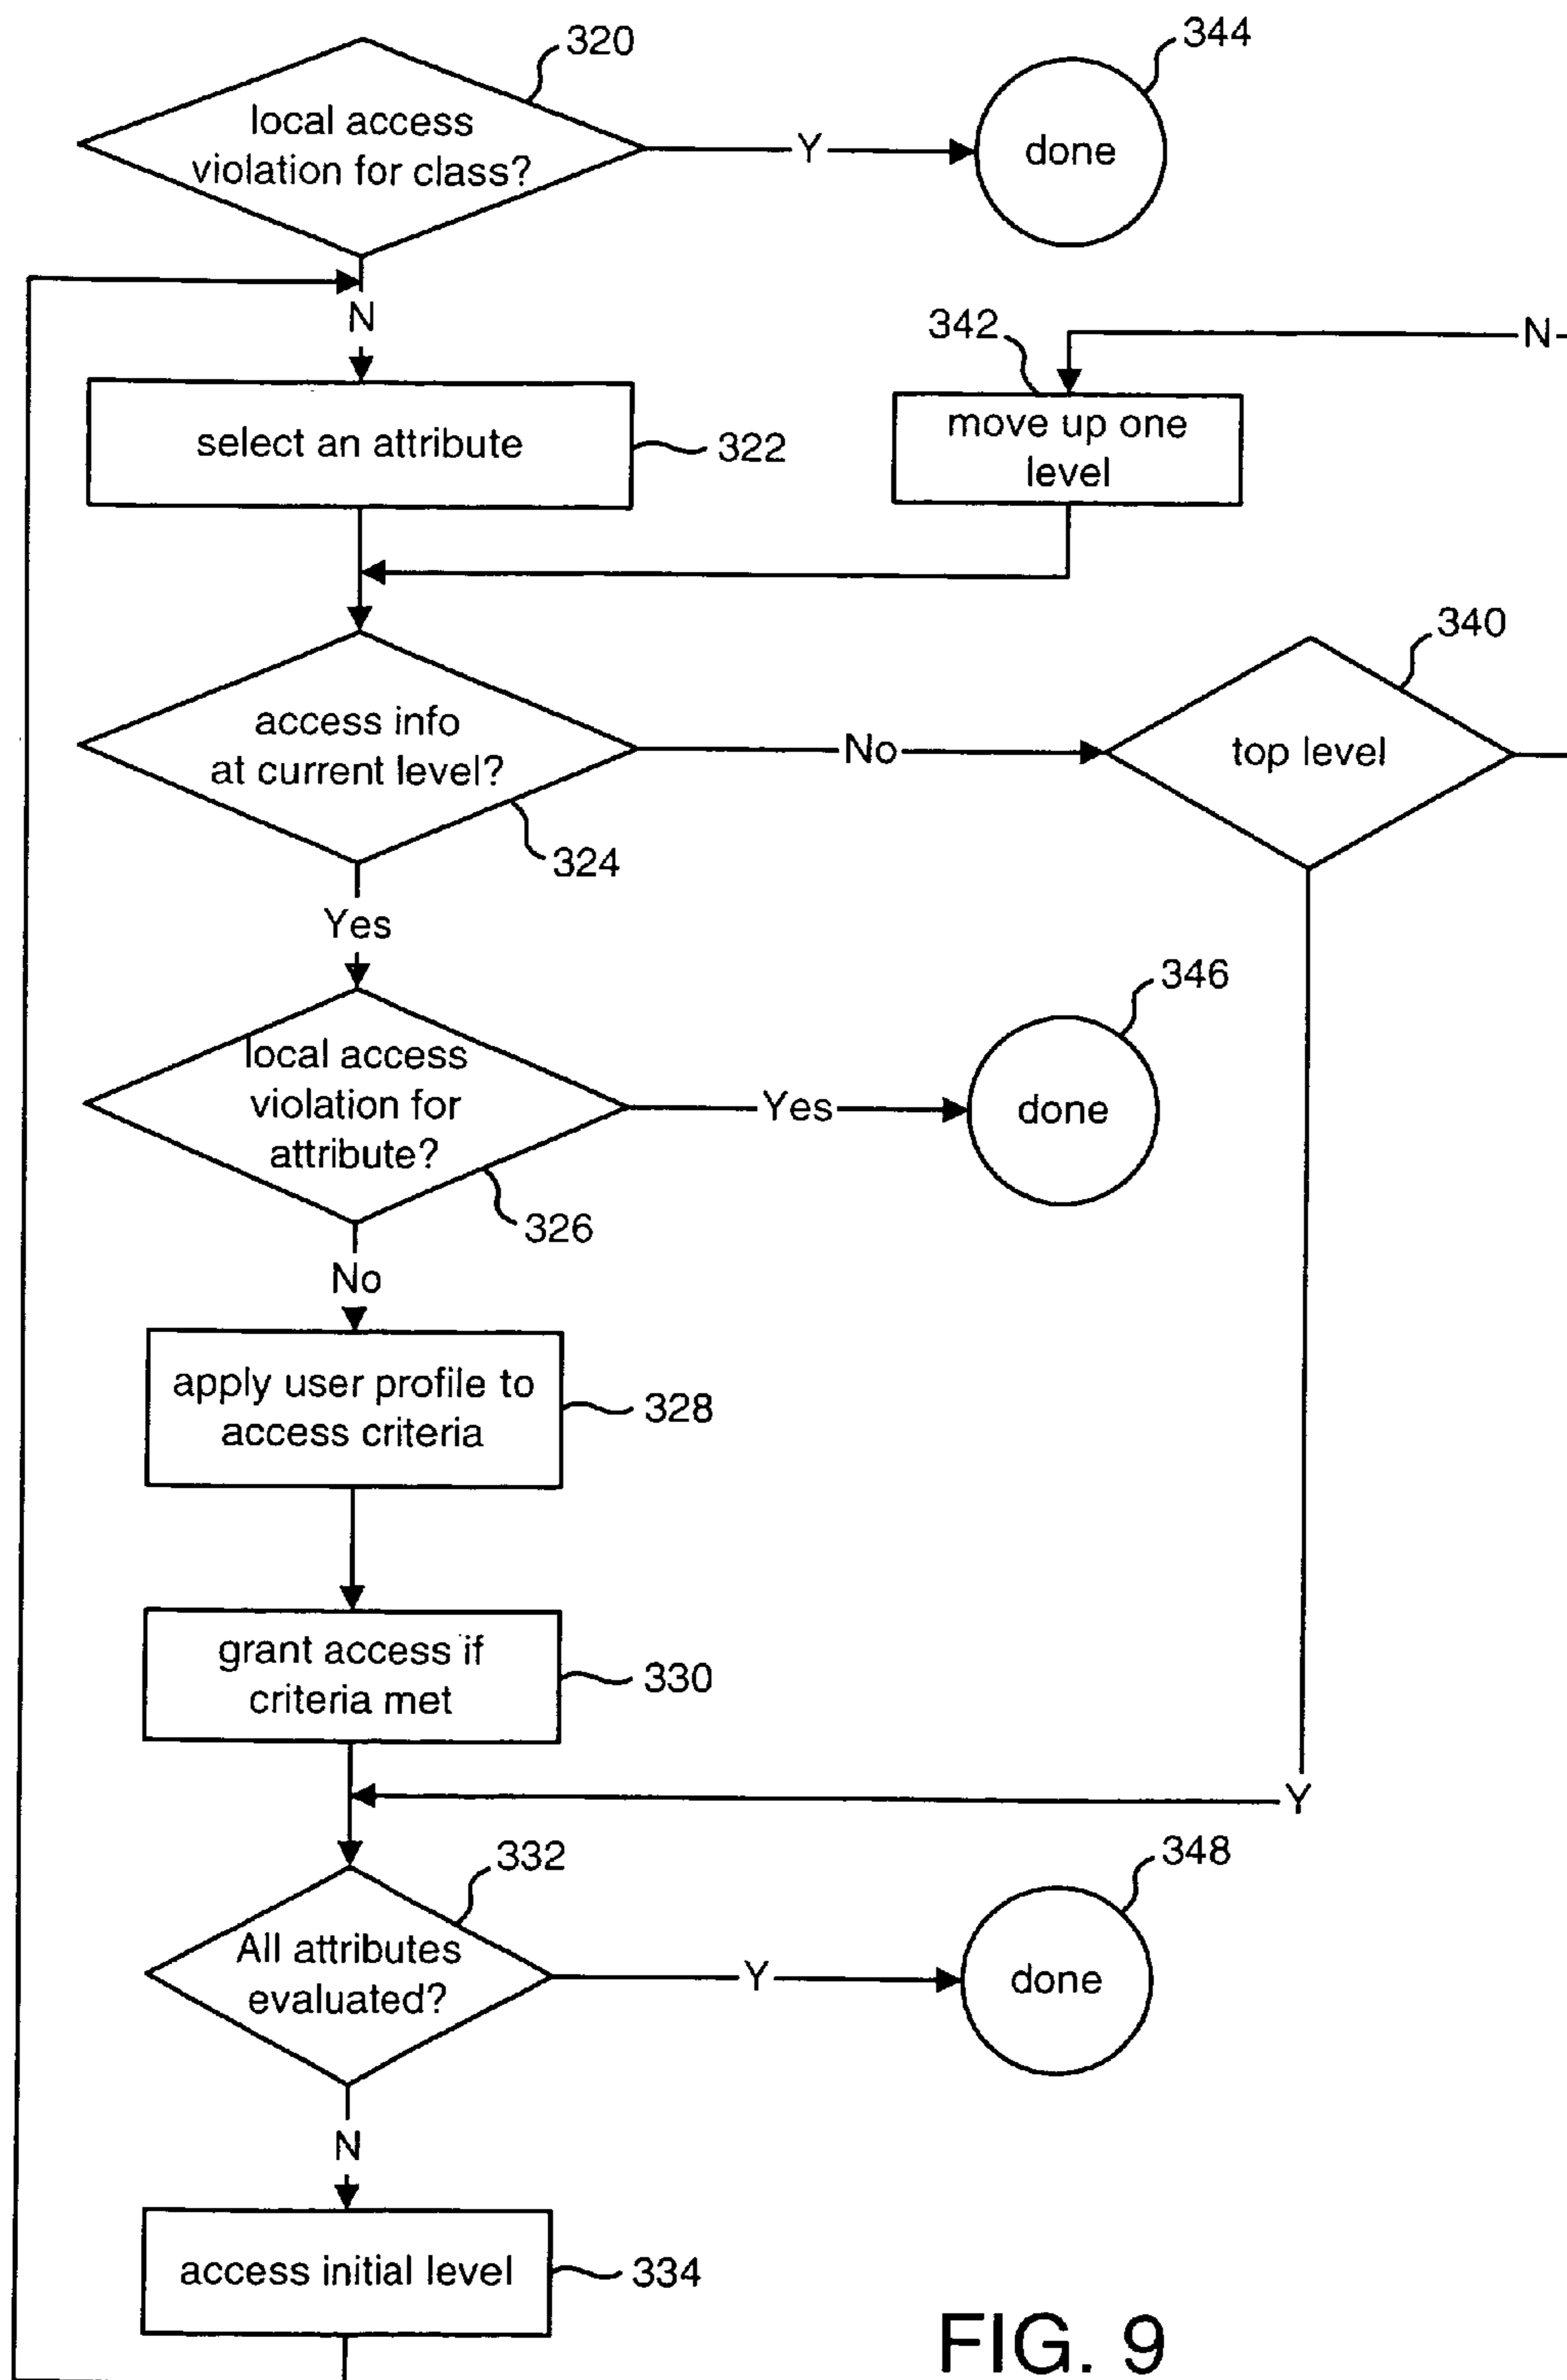 320
344
local access
violation for class?
Y
done
N
342
N
select an attribute
322
move up one
level
340
access info
at current level?
No
top level
324
Yes
346
local access
violation for
attribute?
Yes
done
326
No
apply user profile to
access criteria
328
grant access if
criteria met
330
Y
332
348
All attributes
evaluated?
Y
done
N
access initial level
334
FIG. 9